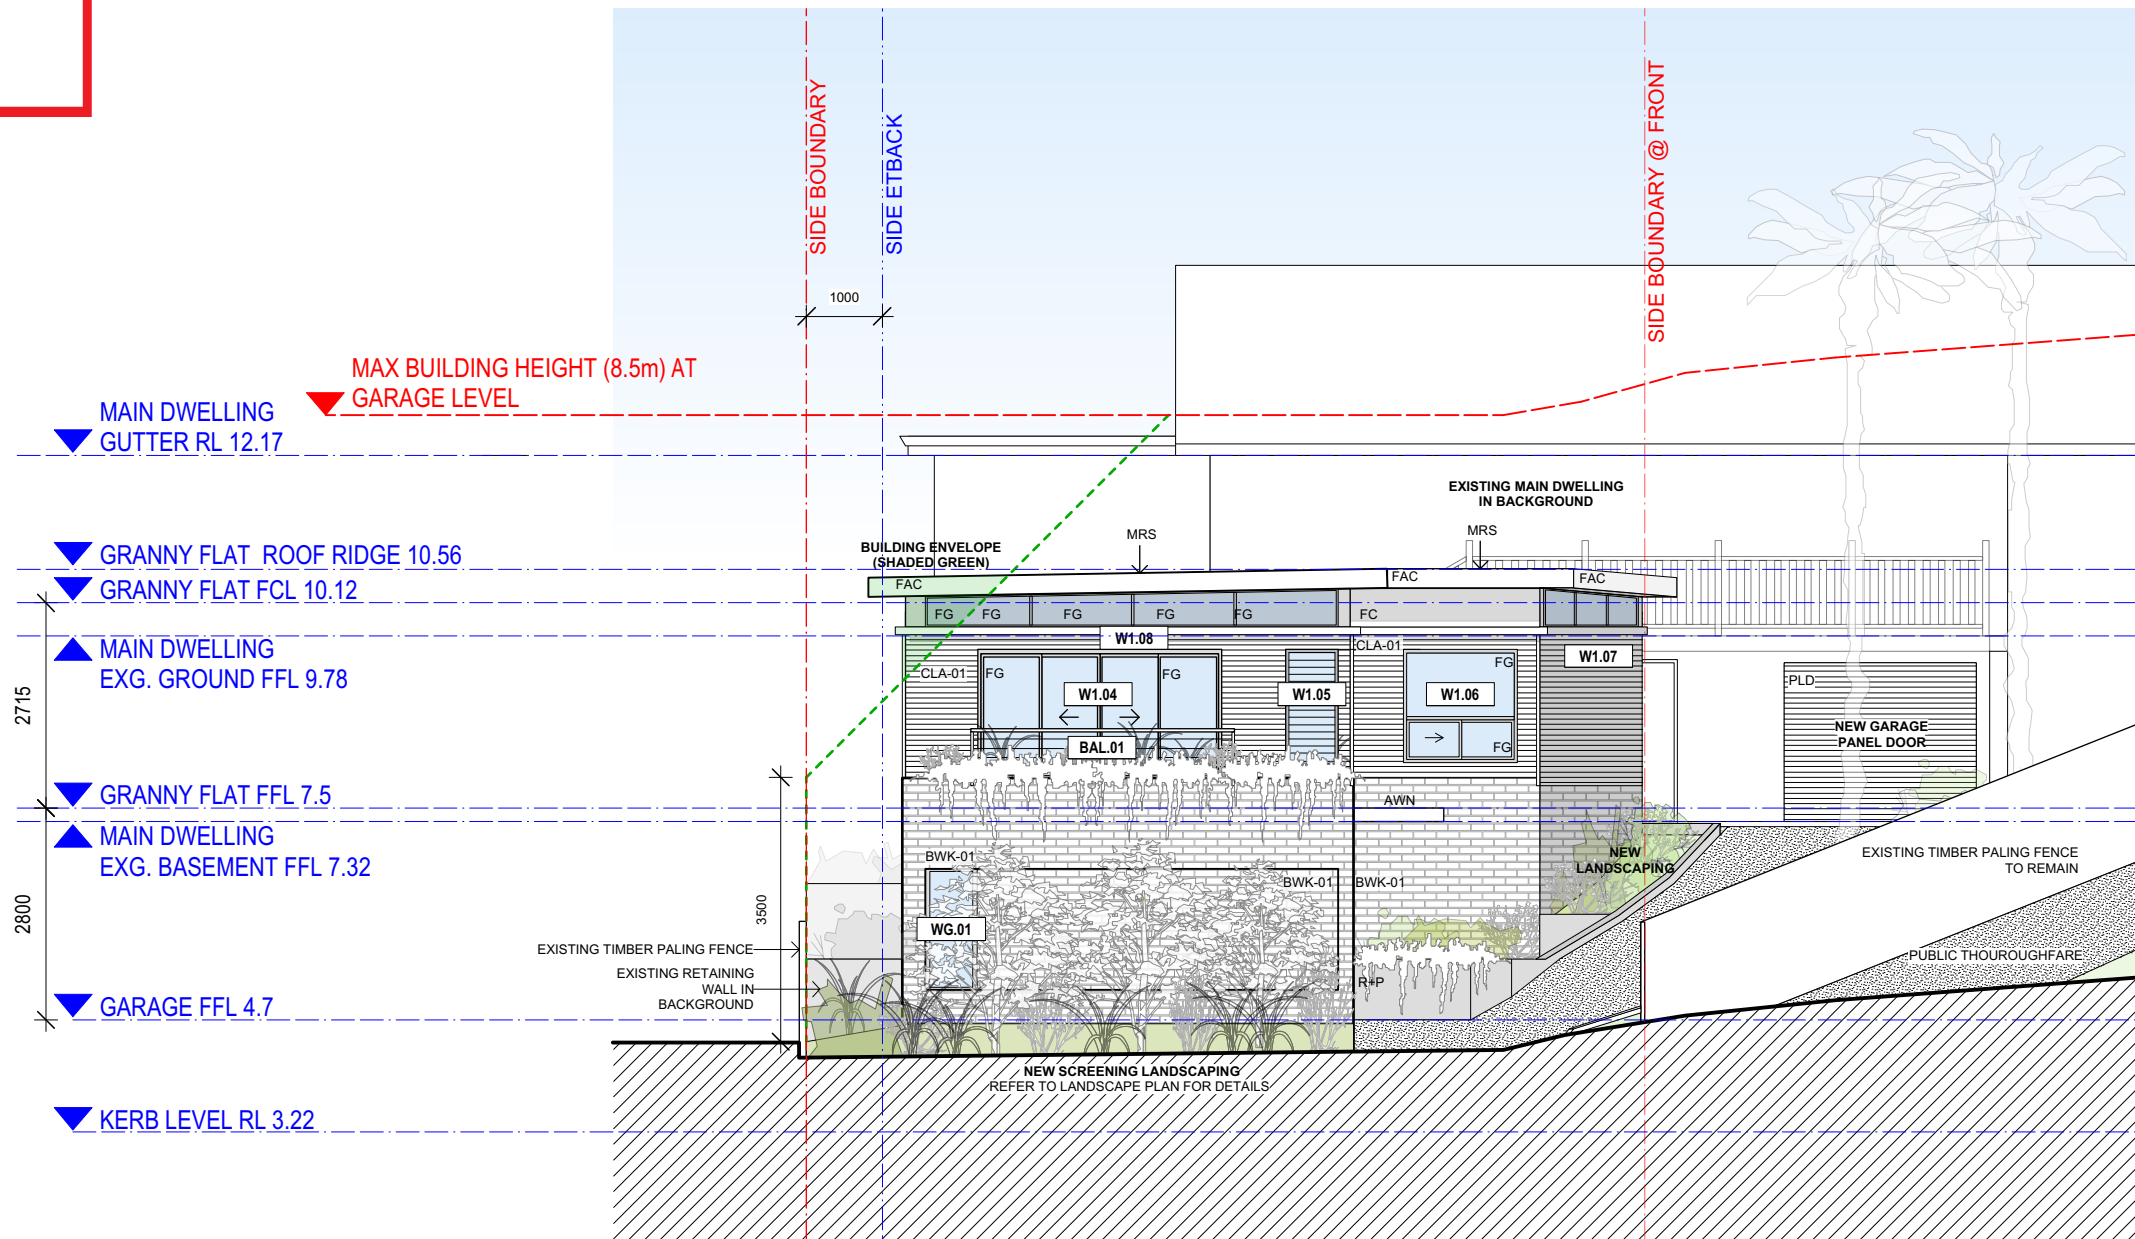 SIDE BOUNDARY
SIDE ETBACK
SIDE BOUNDARY @ FRONT
1000
MAX BUILDING HEIGHT (8.5m) AT
GARAGE LEVEL
MAIN DWELLING
GUTTER RL 12.17
EXISTING MAIN DWELLING
IN BACKGROUND
MRS
MRS
BUILDING ENVELOPE
(SHADED GREEN)
GRANNY FLAT  ROOF RIDGE 10.56
GRANNY FLAT FCL 10.12
FAC
FAC
FAC
FG
FG
FG
FG
FG
FC
W1.08
CLA-01
W1.07
MAIN DWELLING
EXG. GROUND FFL 9.78
CLA-01
FG
FG
FG
W1.04
W1.05
W1.06
PLD
2715
BAL.01
FG
NEW GARAGE
PANEL DOOR
GRANNY FLAT FFL 7.5
AWN
MAIN DWELLING
EXG. BASEMENT FFL 7.32
BWK-01
BWK-01
BWK-01
NEW
LANDSCAPING
EXISTING TIMBER PALING FENCE
TO REMAIN
2800
3500
WG.01
EXISTING TIMBER PALING FENCE
EXISTING RETAINING
WALL IN
BACKGROUND
R+P
PUBLIC THOUROUGHFARE
GARAGE FFL 4.7
NEW SCREENING LANDSCAPING
REFER TO LANDSCAPE PLAN FOR DETAILS
KERB LEVEL RL 3.22